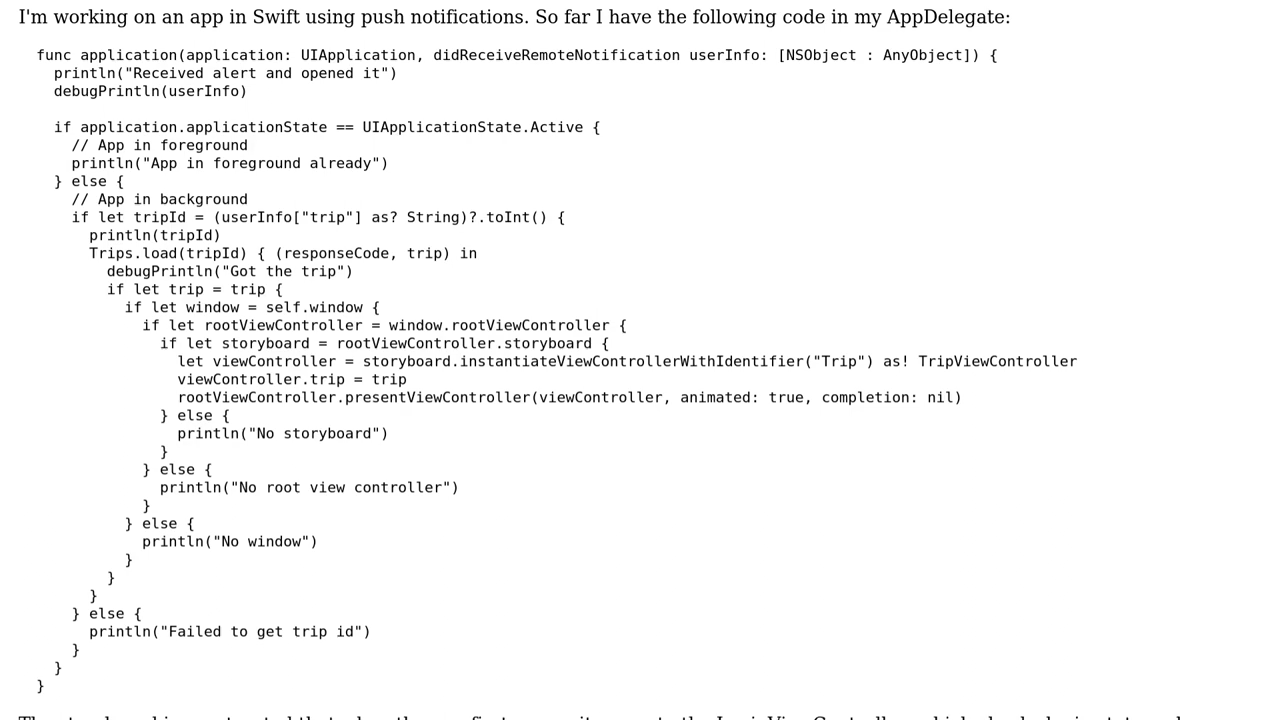 I'm working on an app in Swift using push notifications. So far I have the following code in my AppDelegate:
func application(application: UIApplication, didReceiveRemoteNotification userInfo: [NSObject : AnyObject]) {
  println("Received alert and opened it")
  debugPrintln(userInfo)

  if application.applicationState == UIApplicationState.Active {
    // App in foreground
    println("App in foreground already")
  } else {
    // App in background
    if let tripId = (userInfo["trip"] as? String)?.toInt() {
      println(tripId)
      Trips.load(tripId) { (responseCode, trip) in
        debugPrintln("Got the trip")
        if let trip = trip {
          if let window = self.window {
            if let rootViewController = window.rootViewController {
              if let storyboard = rootViewController.storyboard {
                let viewController = storyboard.instantiateViewControllerWithIdentifier("Trip") as! TripViewController
                viewController.trip = trip
                rootViewController.presentViewController(viewController, animated: true, completion: nil)
              } else {
                println("No storyboard")
              }
            } else {
              println("No root view controller")
            }
          } else {
            println("No window")
          }
        }
      }
    } else {
      println("Failed to get trip id")
    }
  }
}